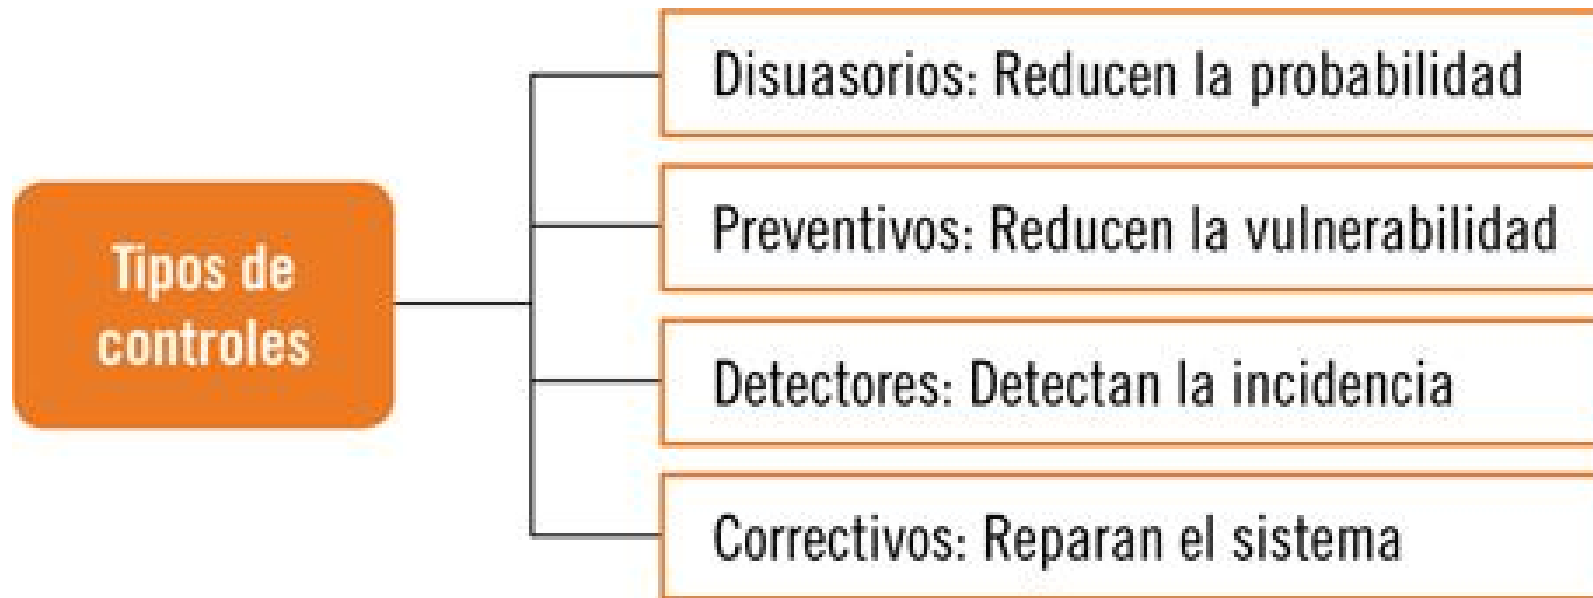 Tipos de
controles
Disuasorios: Reducen la probabilidad
Preventivos: Reducen la vulnerabilidad
Detectores: Detectan la incidencia
Correctivos: Reparan el sistema